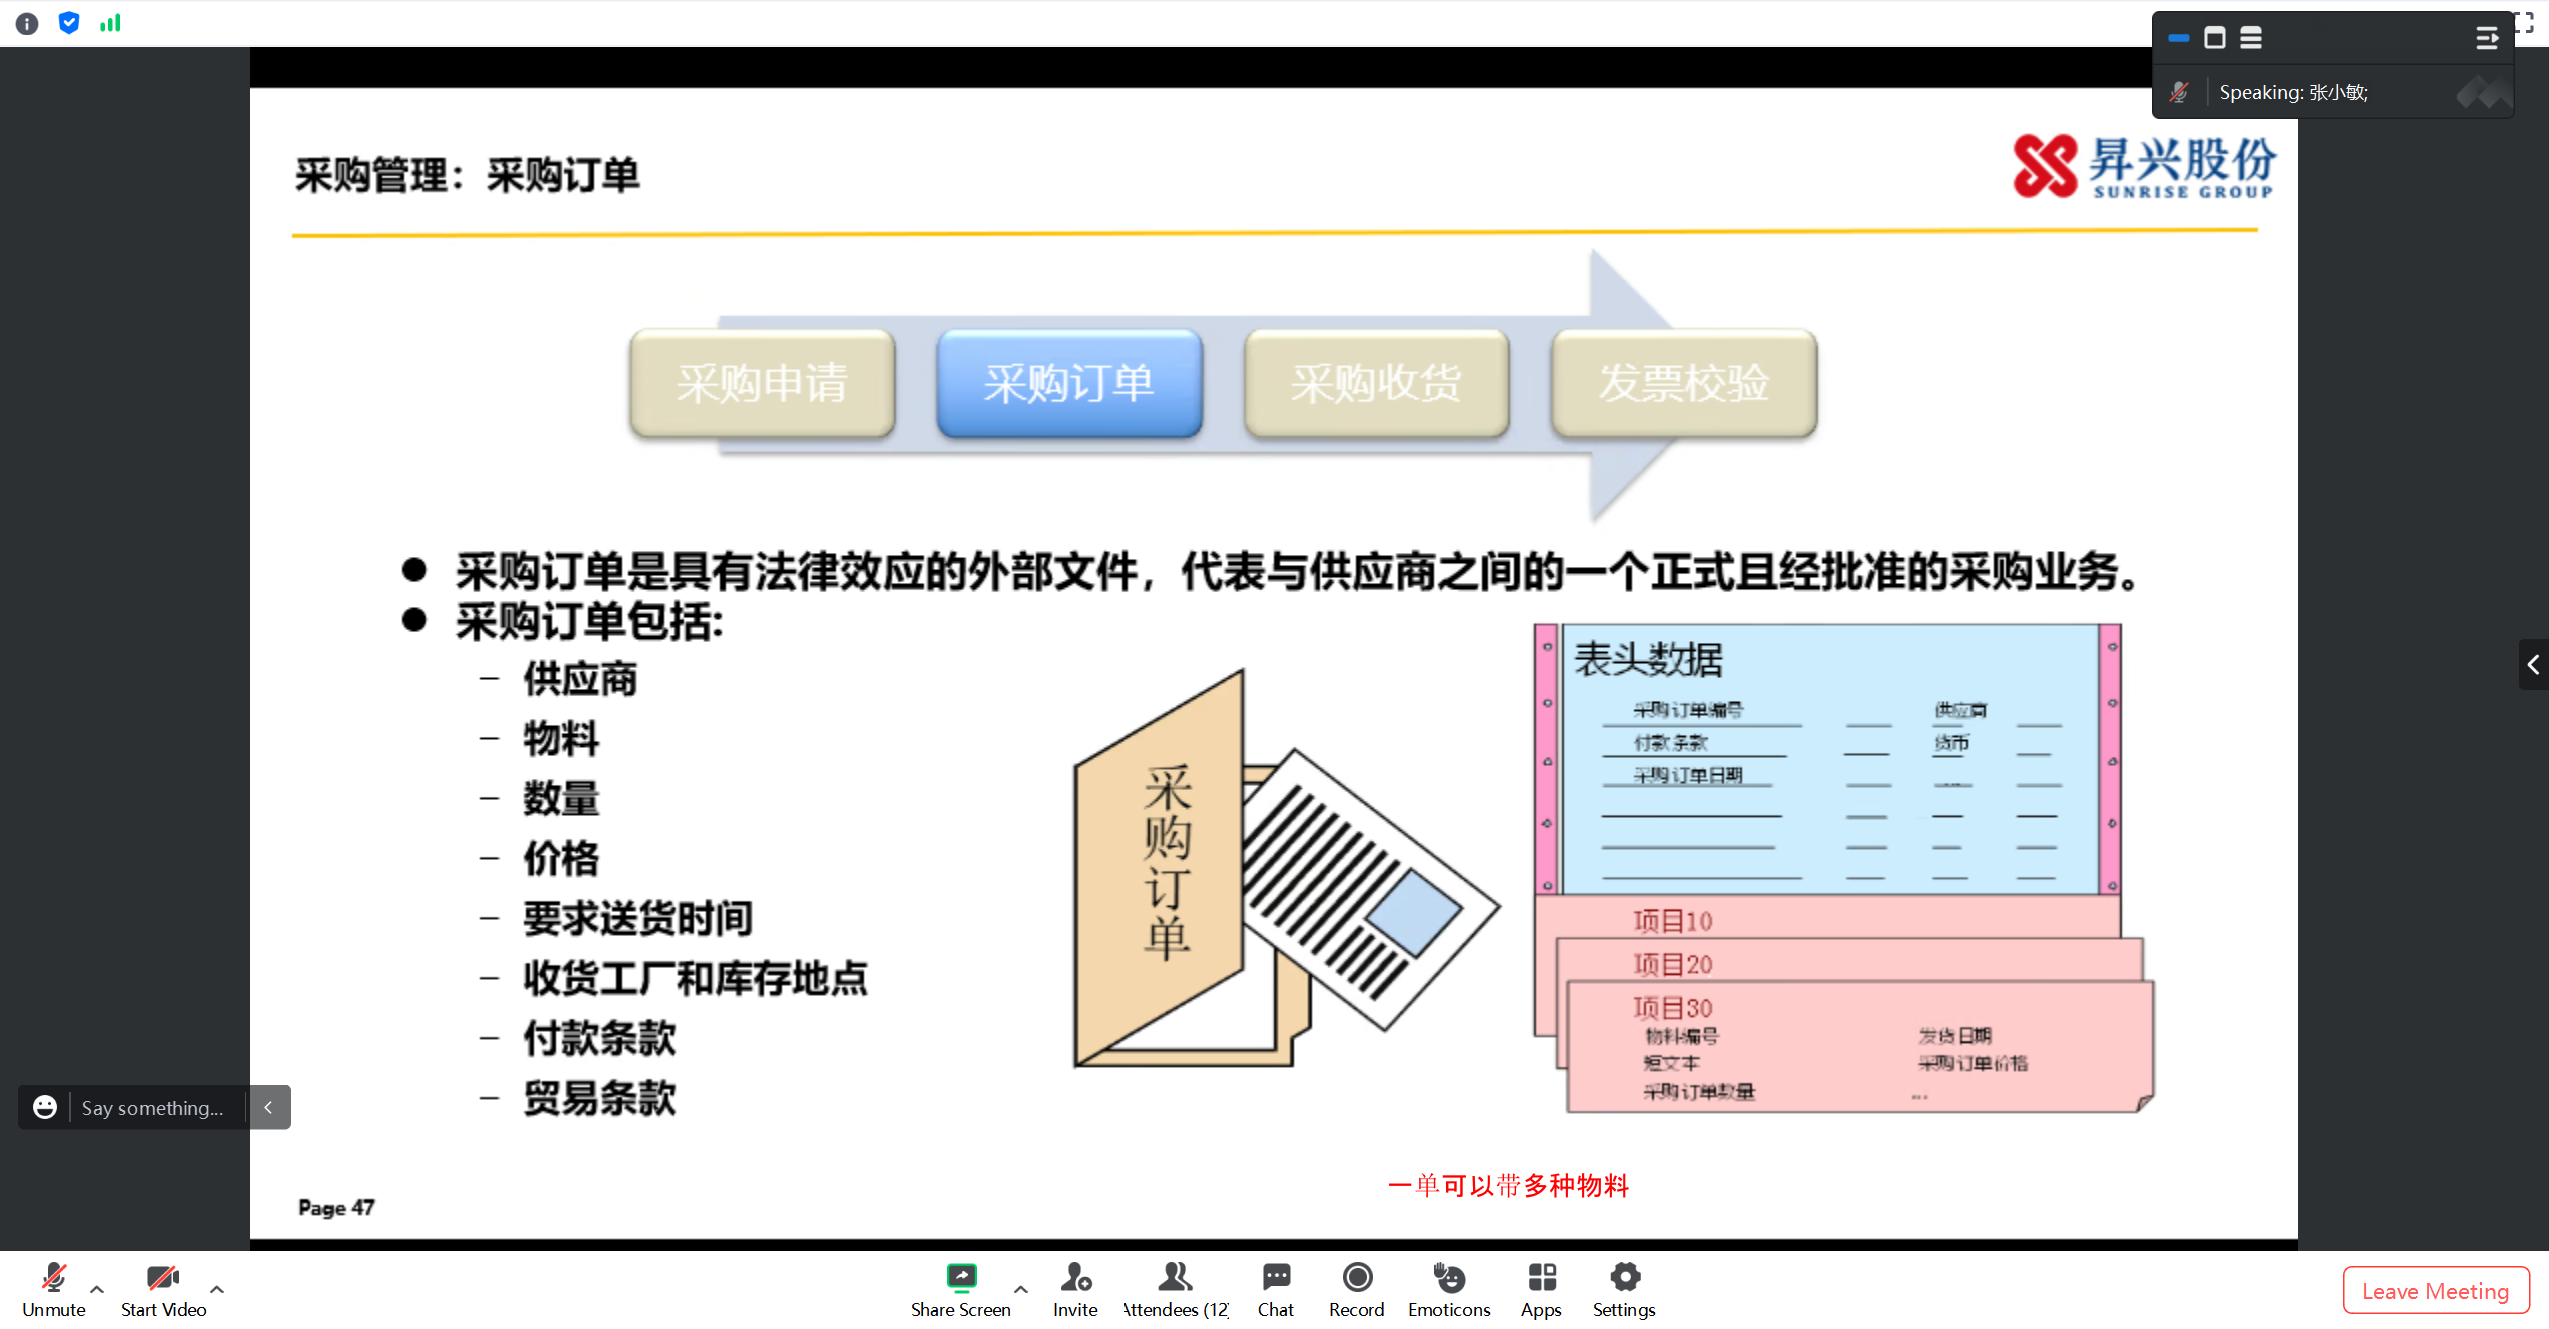 Speaking: 张小敏;
采购管理：采购订单
昇兴股份
SUNRISE GROUP
采购申请
采购订单
采购收货
发票校验
● 采购订单是具有法律效应的外部文件，代表与供应商之间的一个正式且经批准的采购业务。
● 采购订单包括:
– 供应商
– 物料
– 数量
– 价格
– 要求送货时间
– 收货工厂和库存地点
– 付款条款
– 贸易条款
采购订单
表头数据
采购订单编号 供应商
付款条款 货币
采购订单日期 ...
项目10
项目20
项目30
物料编号 发货日期
短文本 采购订单价格
采购订单数量 ...
一单可以带多种物料
Page 47
Say something...
Unmute
Start Video
Share Screen
Invite
Attendees (12)
Chat
Record
Emoticons
Apps
Settings
Leave Meeting